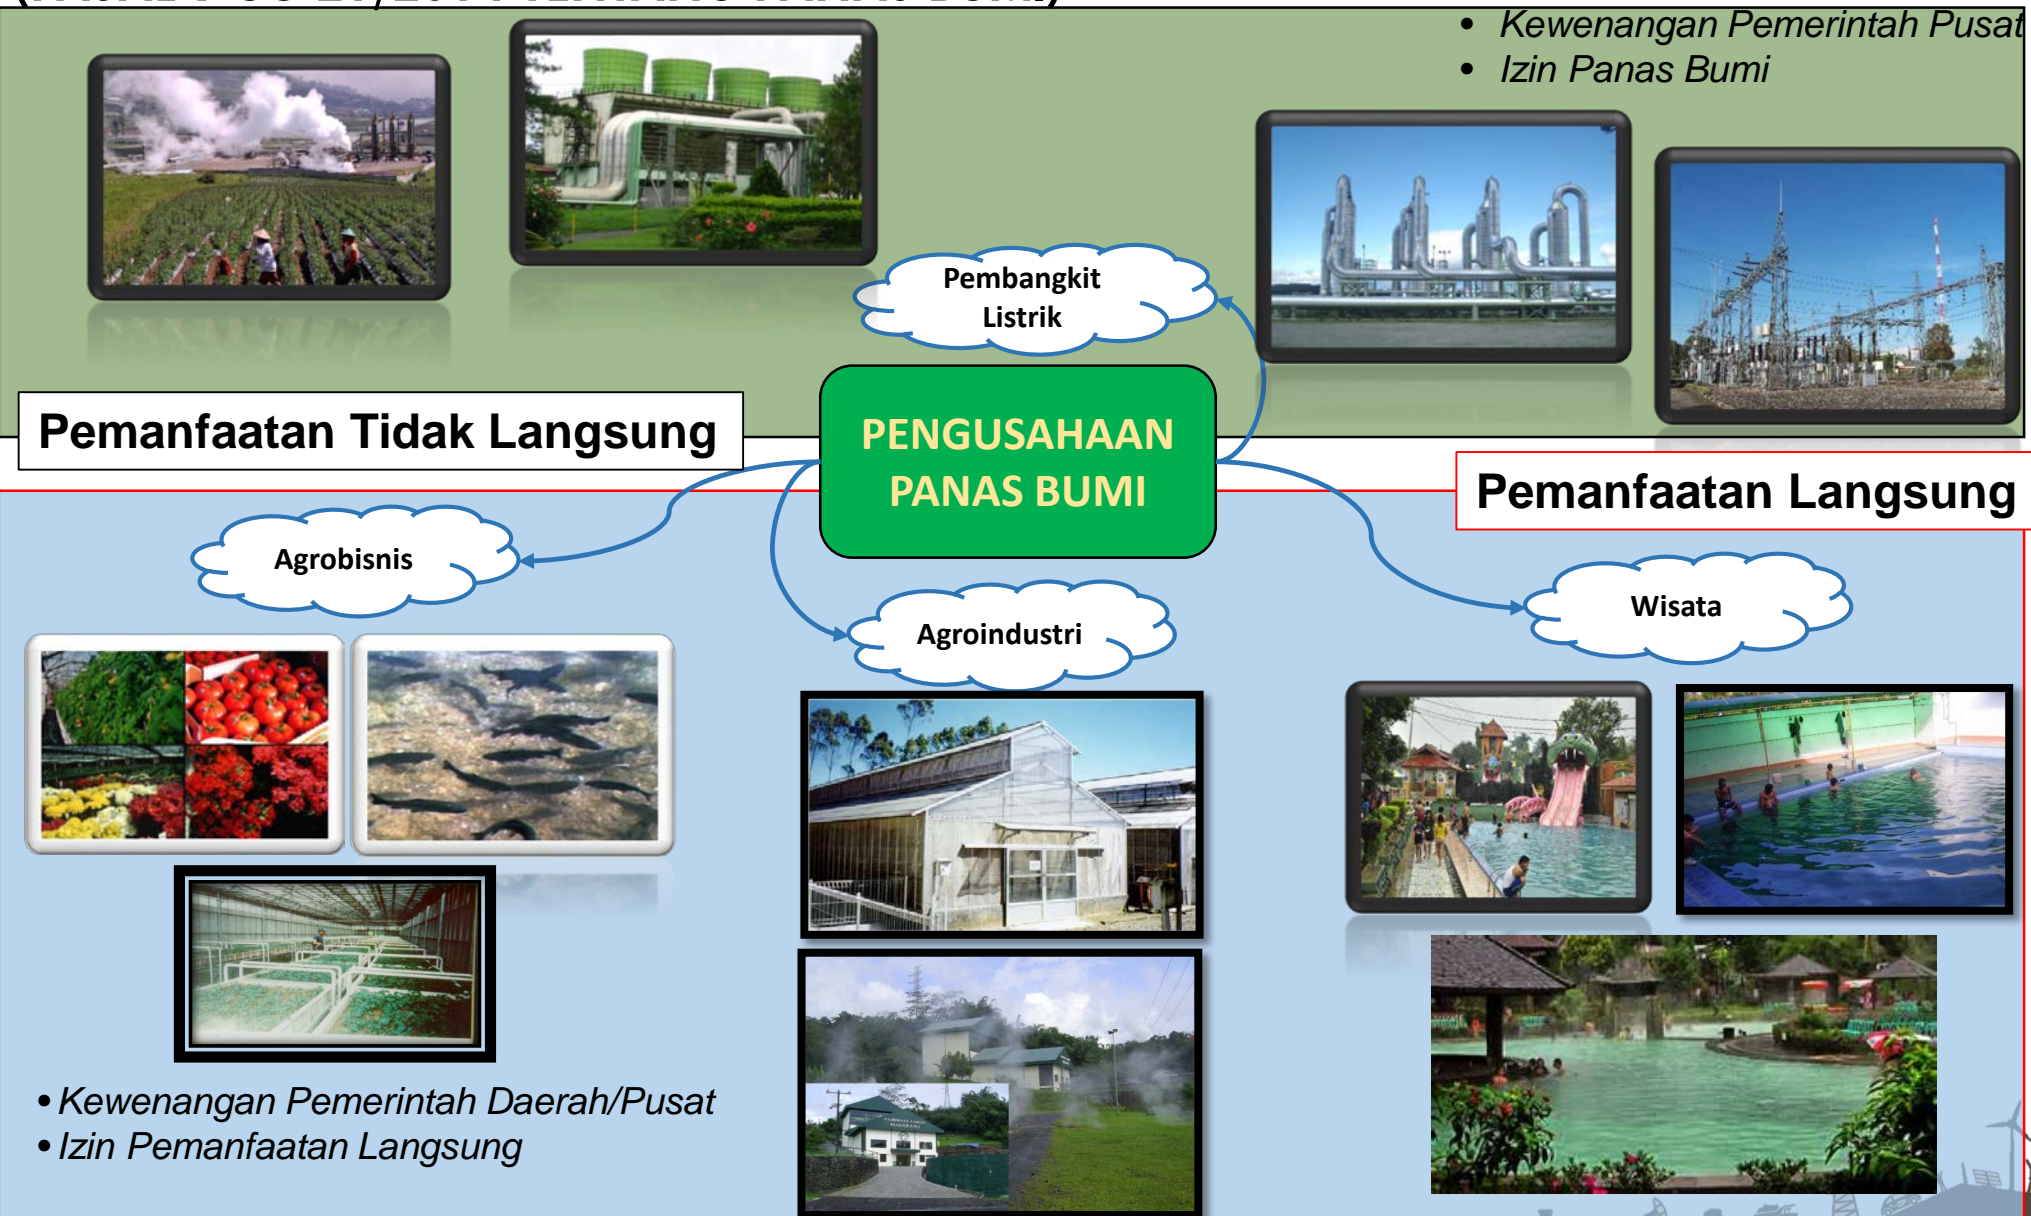 • Kewenangan Pemerintah Pusat
• Izin Panas Bumi
Pembangkit
Listrik
Pemanfaatan Tidak Langsung
PENGUSAHAAN
PANAS BUMI
Pemanfaatan Langsung
Agrobisnis
Agroindustri
Wisata
• Kewenangan Pemerintah Daerah/Pusat
• Izin Pemanfaatan Langsung